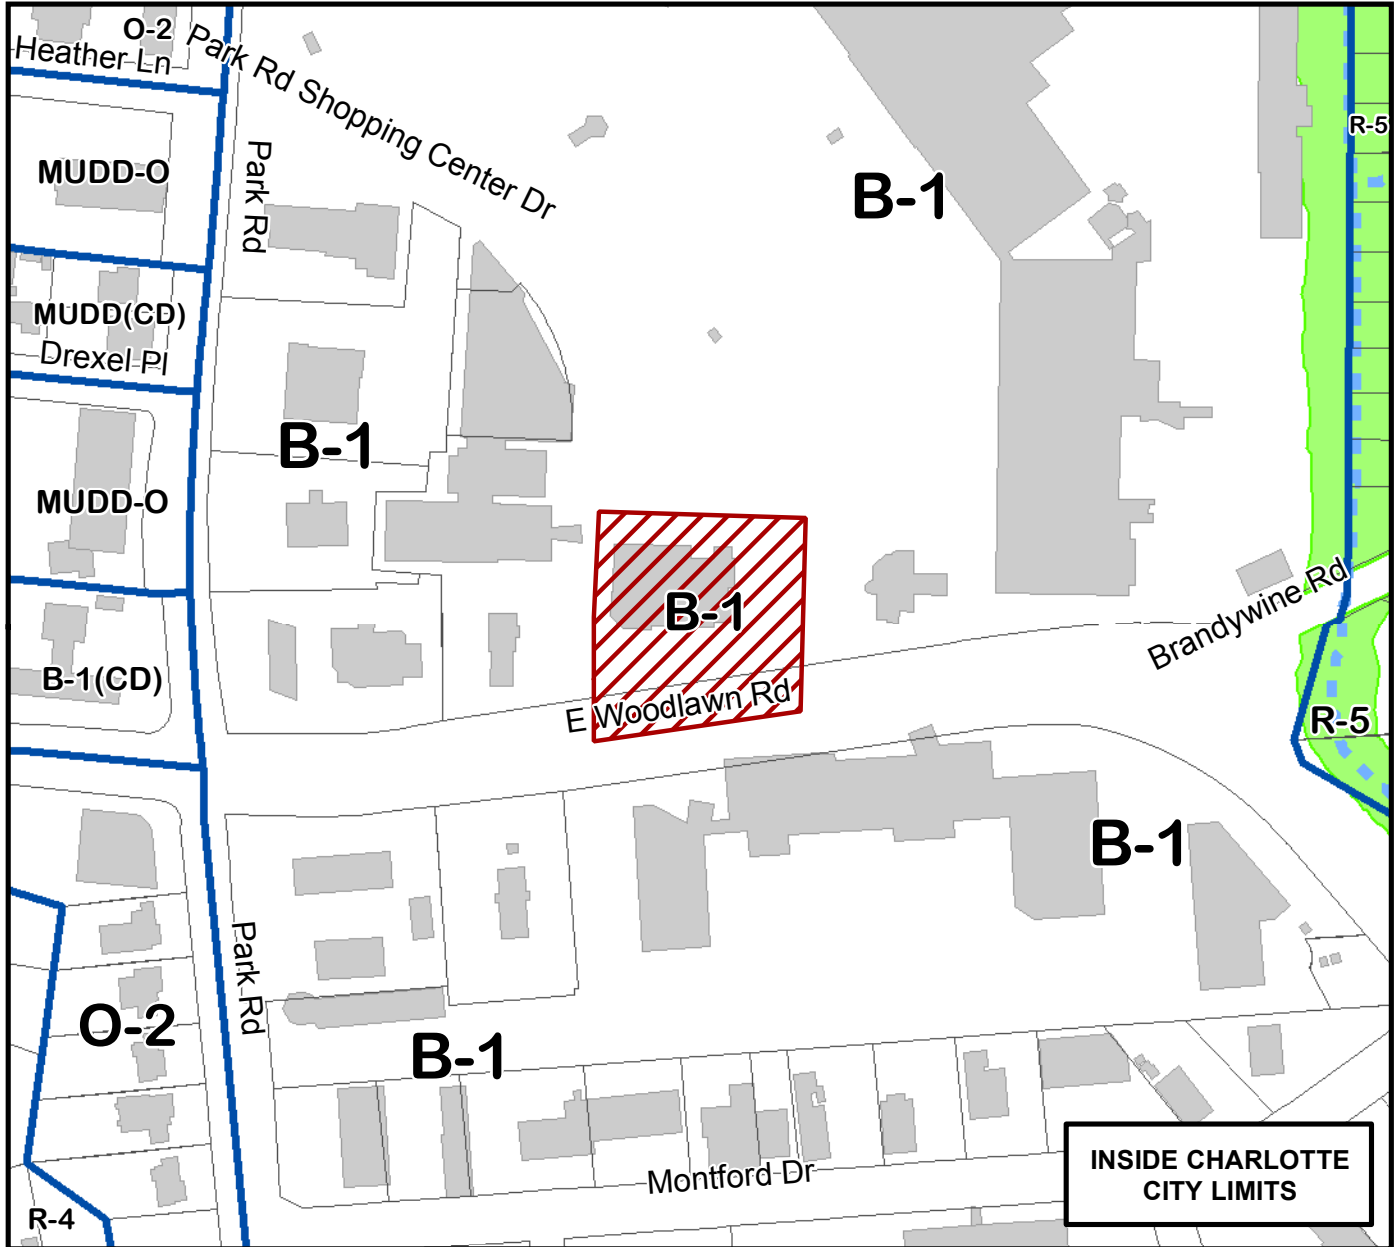 O-2
Heather Ln
Park Rd Shopping Center Dr
R-5
Park Rd
MUDD-O
B-1
MUDD(CD)
Drexel Pl
B-1
MUDD-O
B-1
Brandywine Rd
B-1(CD)
E Woodlawn Rd
R-5
B-1
Park Rd
O-2
B-1
Montford Dr
INSIDE CHARLOTTE
CITY LIMITS
R-4